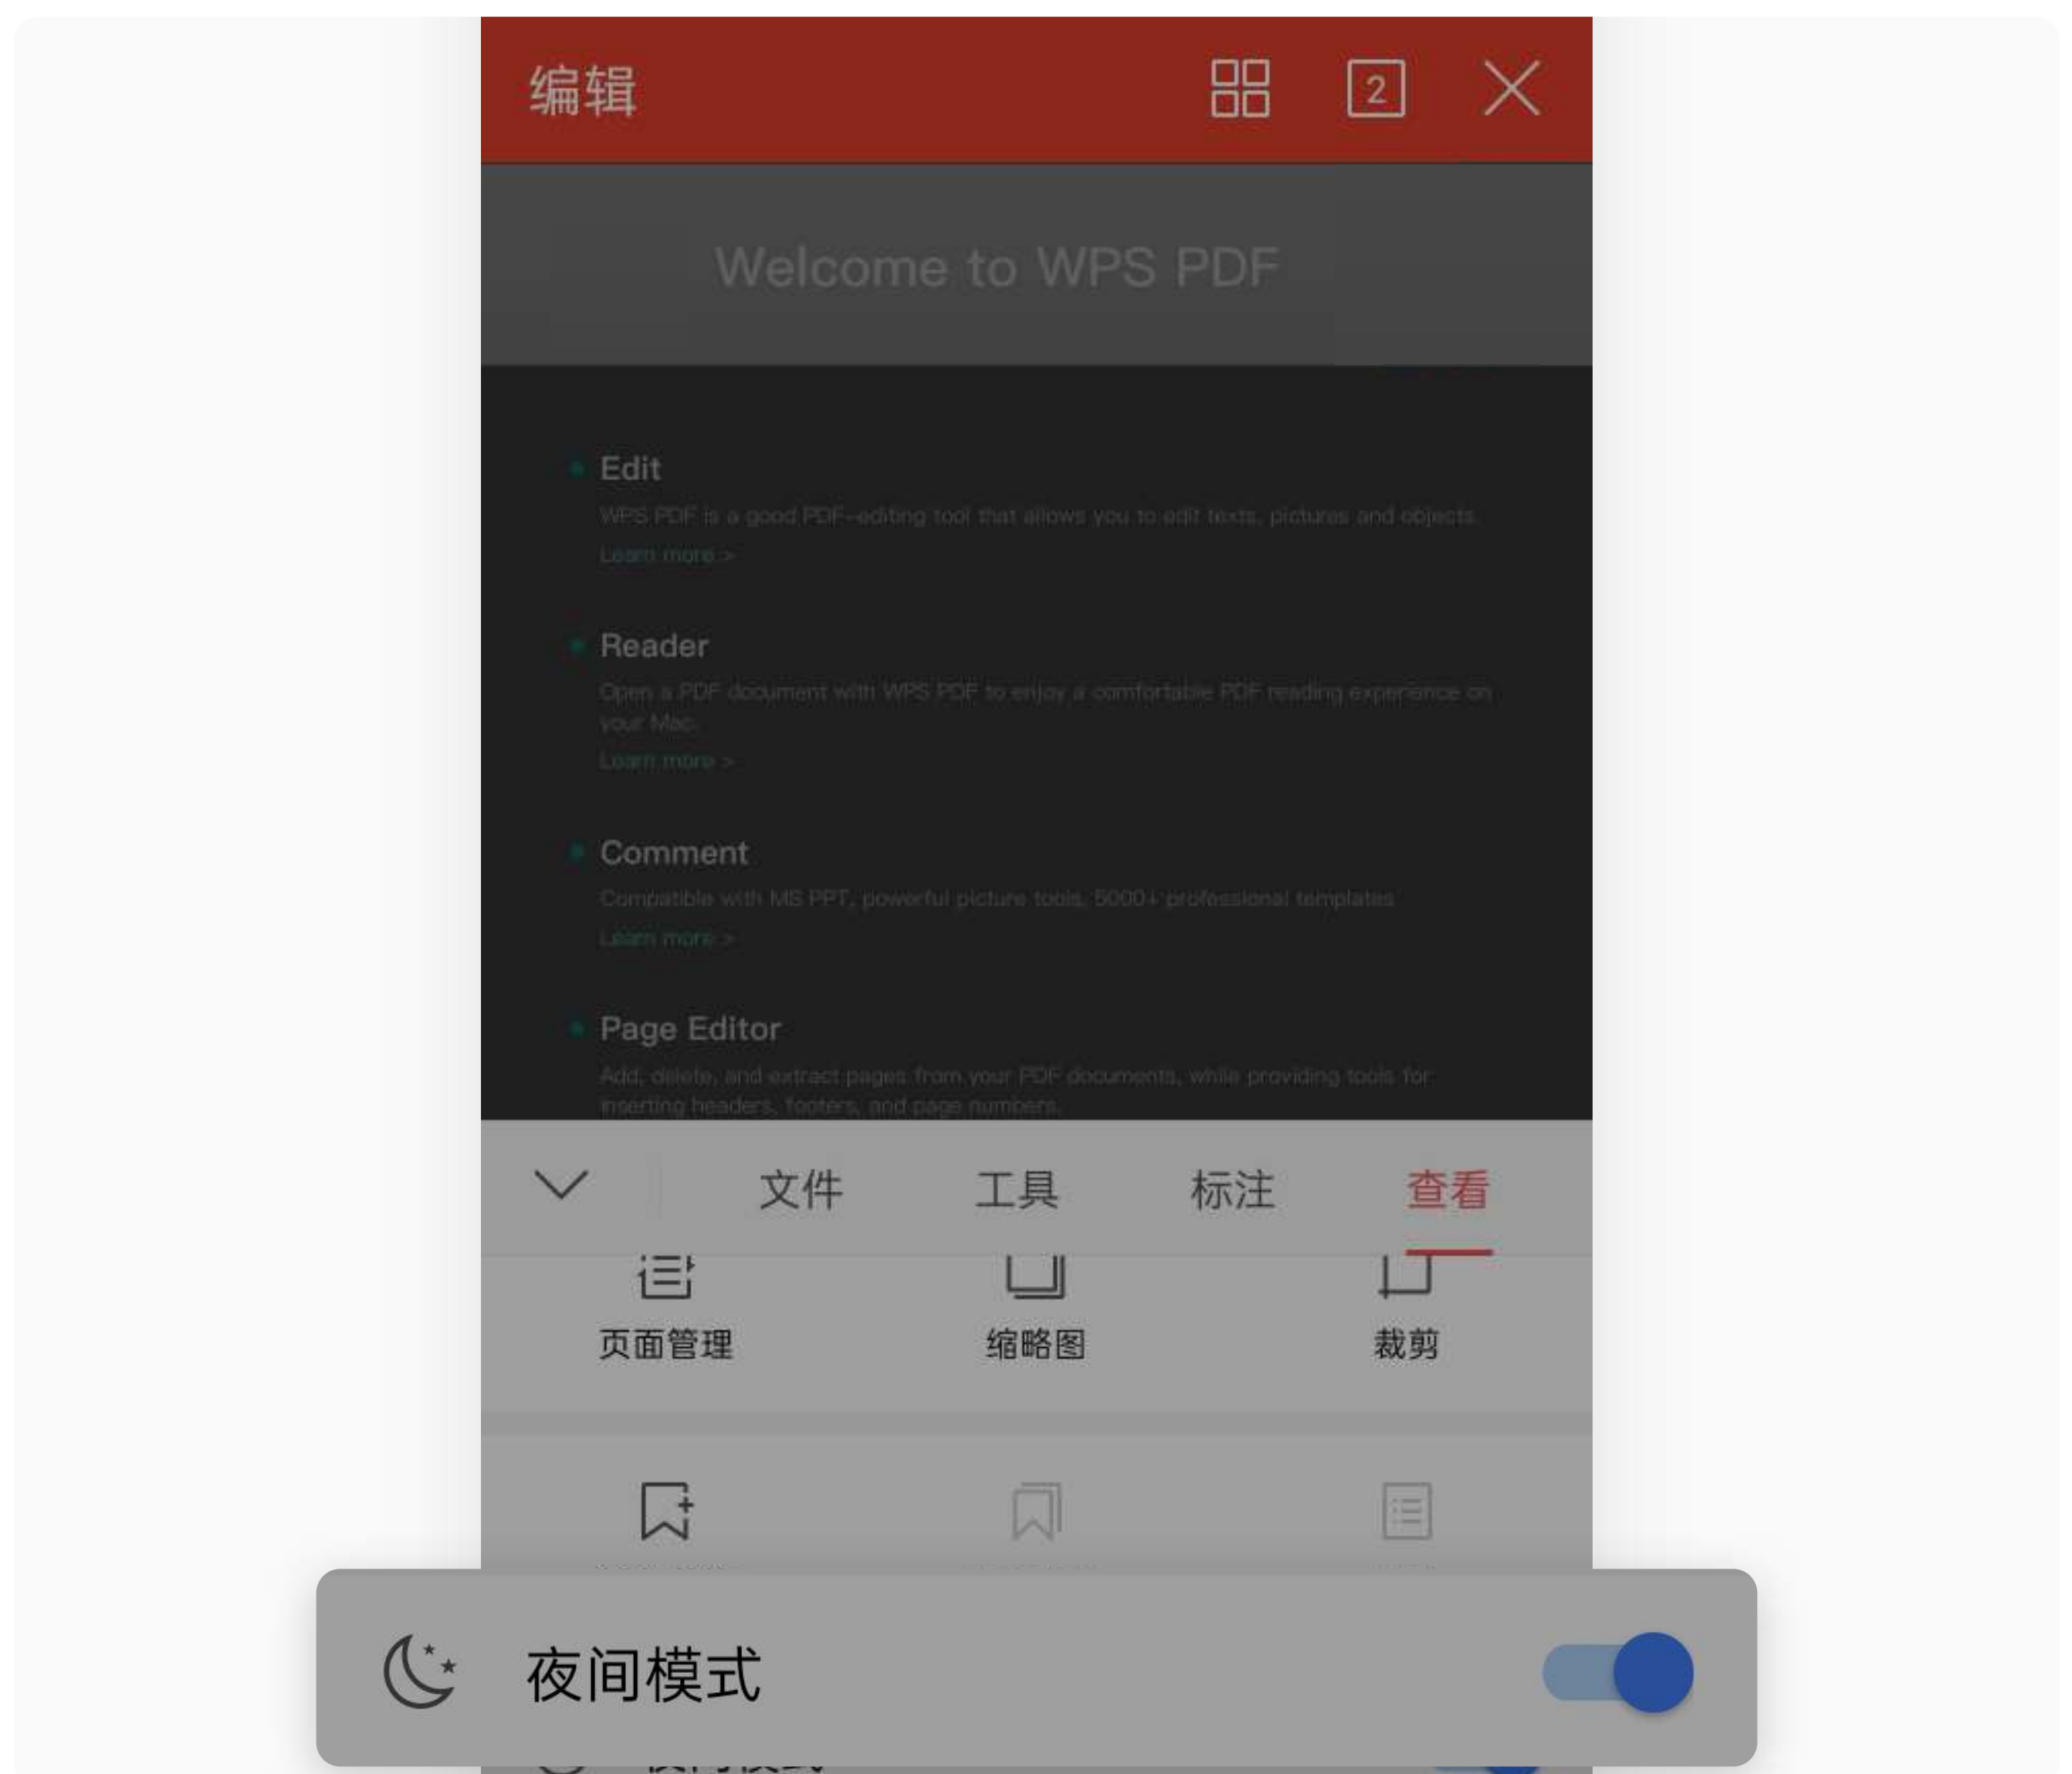 编辑
2
Welcome to WPS PDF
Edit
WPS PDF is a good PDF-editing tool that allows you to edit texts, pictures and objects.
Learn more >
Reader
Open a PDF document with WPS PDF to enjoy a comfortable PDF reading experience on
your Mac.
Learn more >
Comment
Compatible with MS PPT, powerful picture tools, 5000+ professional templates
Learn more >
Page Editor
Add, delete, and extract pages from your PDF documents, while providing tools for
inserting headers, footers, and page numbers.
文件 工具 标注 查看
页面管理 缩略图 裁剪
夜间模式